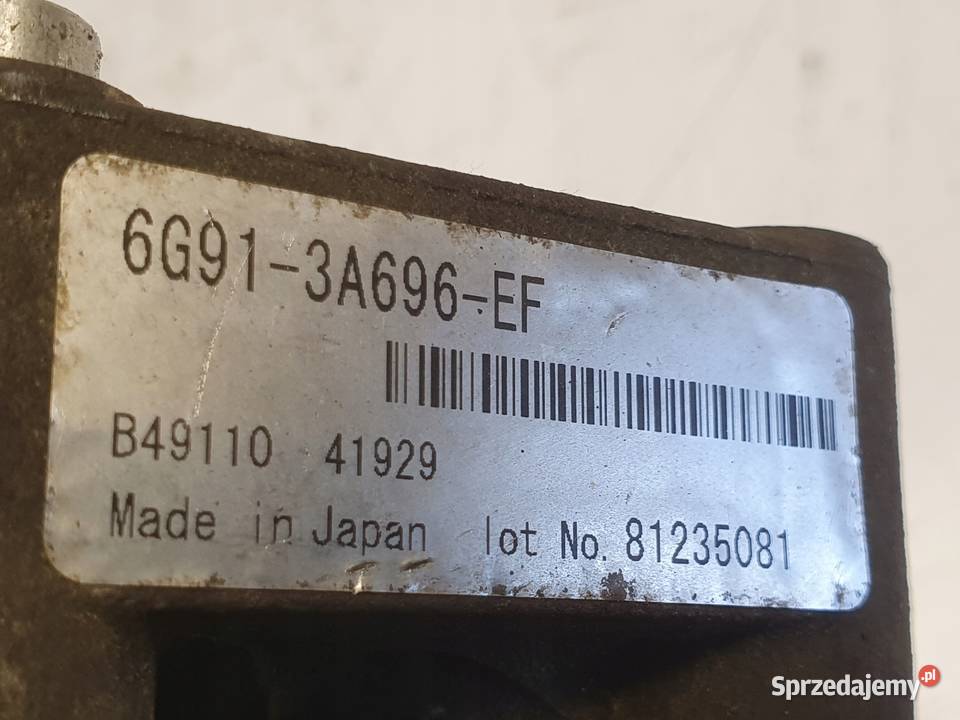 6G91-3A696-EF
B49110 41929
Made in Japan lot No. 81235081
Sprzedajemy.pl